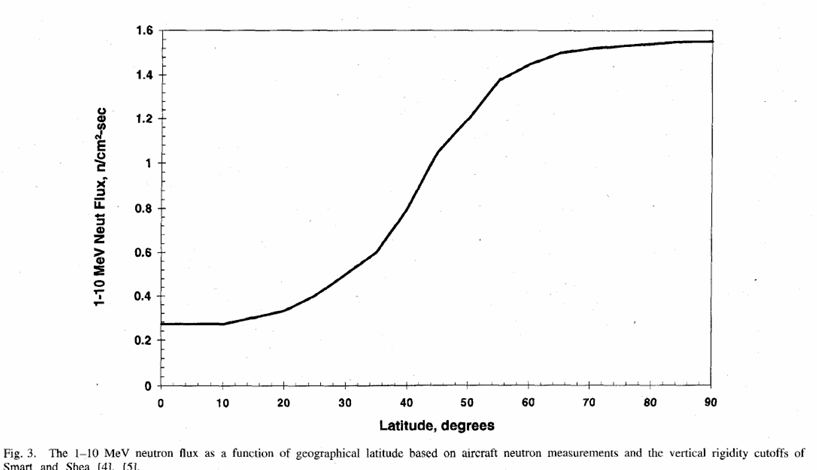 1.6
1.4
1.2
1
0.8
0.6
0.4
0.2
0
1-10 MeV Neut Flux, n/cm²-sec
0 10 20 30 40 50 60 70 80 90
Latitude, degrees
Fig. 3. The 1–10 MeV neutron flux as a function of geographical latitude based on aircraft neutron measurements and the vertical rigidity cutoffs of
Smart and Shea [4], [5].